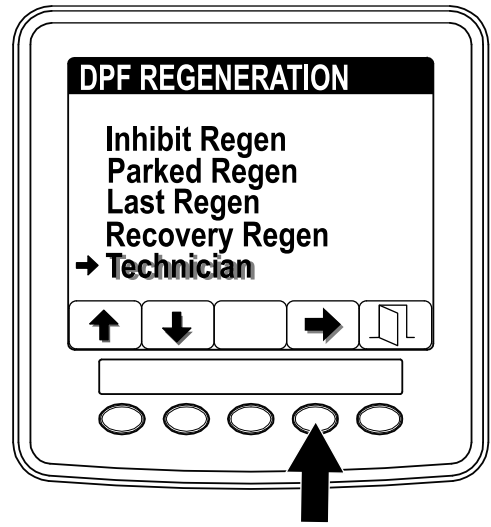 DPF REGENERATION
Inhibit Regen
Parked Regen
Last Regen
Recovery Regen
Technician